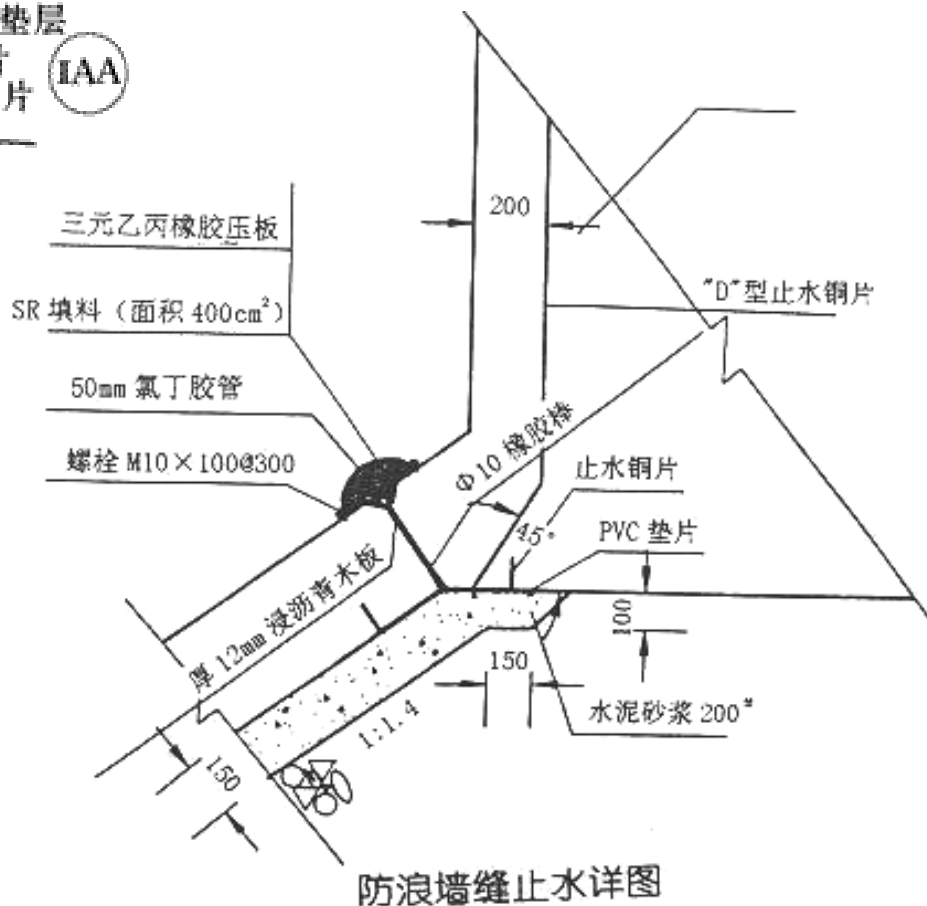 垫层
片
IAA
200
三元乙丙橡胶压板
"D"型止水铜片
SR 填料（面积 400cm²）
50mm 氯丁胶管
Φ10 橡胶棒
螺栓 M10×100@300
止水铜片
45°
PVC 垫片
厚 12mm 浸沥青木板
100
150
水泥砂浆 200#
1:1.4
150
防浪墙缝止水详图